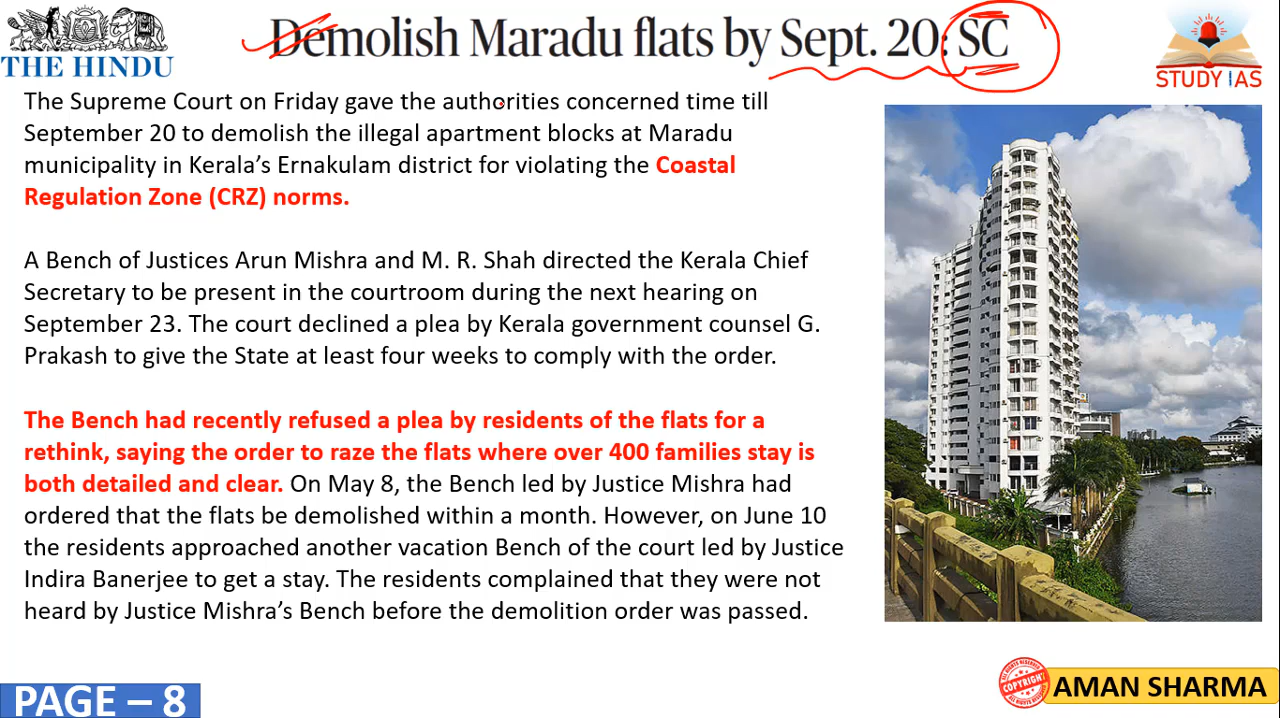 THE HINDU
Demolish Maradu flats by Sept. 20: SC
STUDY IAS
The Supreme Court on Friday gave the authorities concerned time till
September 20 to demolish the illegal apartment blocks at Maradu
municipality in Kerala’s Ernakulam district for violating the Coastal
Regulation Zone (CRZ) norms.
A Bench of Justices Arun Mishra and M. R. Shah directed the Kerala Chief
Secretary to be present in the courtroom during the next hearing on
September 23. The court declined a plea by Kerala government counsel G.
Prakash to give the State at least four weeks to comply with the order.
The Bench had recently refused a plea by residents of the flats for a
rethink, saying the order to raze the flats where over 400 families stay is
both detailed and clear. On May 8, the Bench led by Justice Mishra had
ordered that the flats be demolished within a month. However, on June 10
the residents approached another vacation Bench of the court led by Justice
Indira Banerjee to get a stay. The residents complained that they were not
heard by Justice Mishra’s Bench before the demolition order was passed.
PAGE – 8
COPYRIGHT
AMAN SHARMA